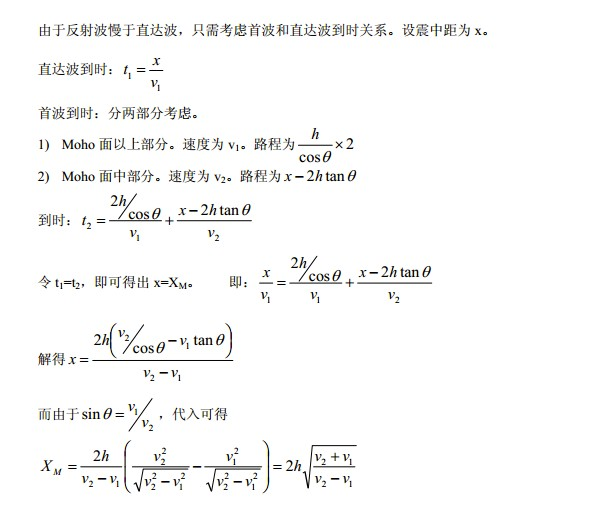 由于反射波慢于直达波，只需考虑首波和直达波到时关系。设震中距为 x。
直达波到时：$t_1 = \frac{x}{v_1}$
首波到时：分两部分考虑。
1) Moho 面以上部分。速度为 v₁。路程为 $\frac{h}{\cos\theta} \times 2$
2) Moho 面中部分。速度为 v₂。路程为 $x - 2h\tan\theta$
到时：$t_2 = \frac{2h/\cos\theta}{v_1} + \frac{x - 2h\tan\theta}{v_2}$
令 t₁=t₂，即可得出 x=X_M。 即：$\frac{x}{v_1} = \frac{2h/\cos\theta}{v_1} + \frac{x - 2h\tan\theta}{v_2}$
解得 $x = \frac{2h\left(v_2/\cos\theta - v_1\tan\theta\right)}{v_2 - v_1}$
而由于 $\sin\theta = v_1/v_2$ ，代入可得
$X_M = \frac{2h}{v_2 - v_1}\left(\frac{v_2^2}{\sqrt{v_2^2 - v_1^2}} - \frac{v_1^2}{\sqrt{v_2^2 - v_1^2}}\right) = 2h\sqrt{\frac{v_2 + v_1}{v_2 - v_1}}$